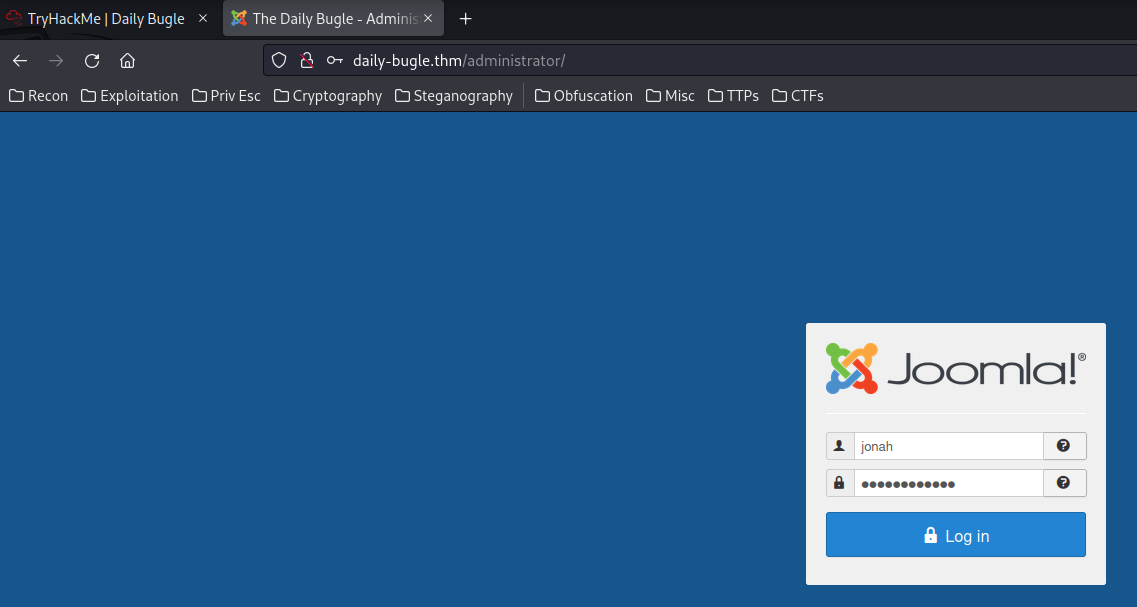 TryHackMe | Daily Bugle
The Daily Bugle - Adminis
daily-bugle.thm/administrator/
Recon Exploitation Priv Esc Cryptography Steganography Obfuscation Misc TTPs CTFs
Joomla!®
jonah
●●●●●●●●●●●●
Log in